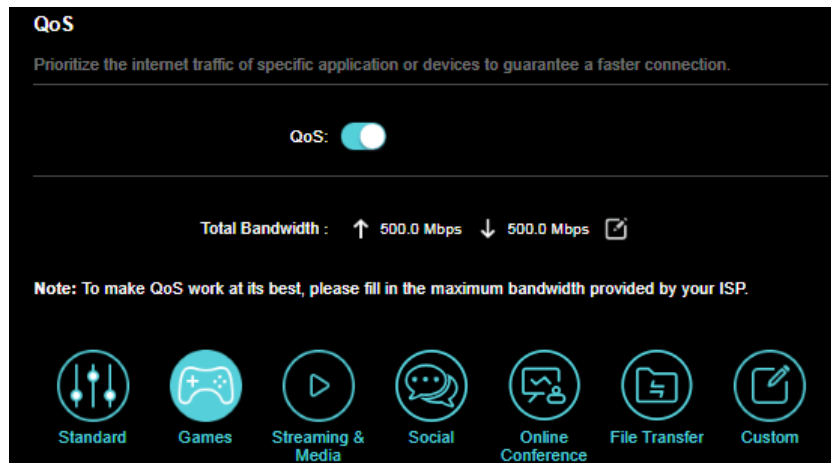 QoS
Prioritize the internet traffic of specific application or devices to guarantee a faster connection.
QoS:
Total Bandwidth : ↑ 500.0 Mbps ↓ 500.0 Mbps
Note: To make QoS work at its best, please fill in the maximum bandwidth provided by your ISP.
Standard
Games
Streaming &
Media
Social
Online
Conference
File Transfer
Custom